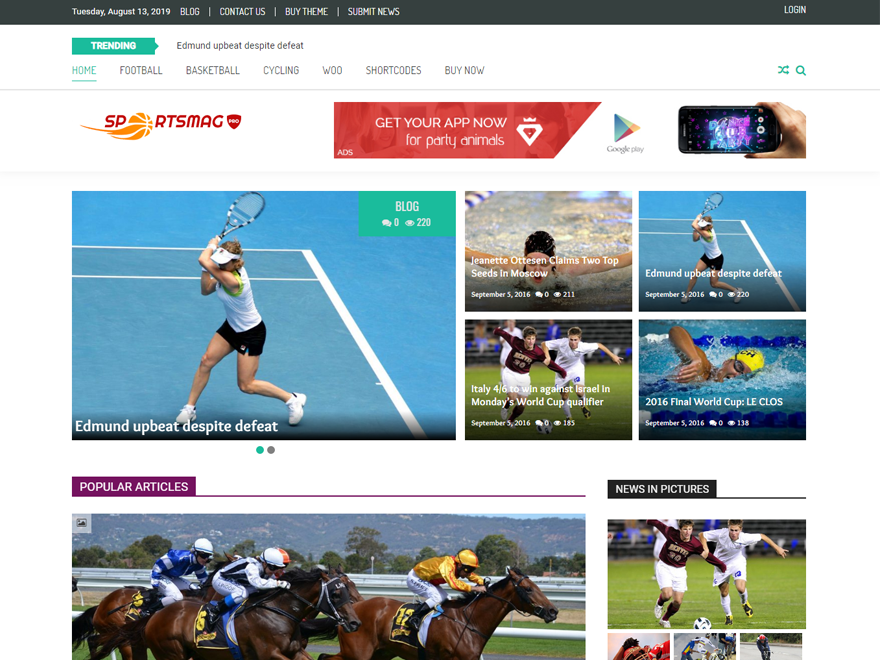 Tuesday, August 13, 2019 BLOG | CONTACT US | BUY THEME | SUBMIT NEWS LOGIN
TRENDING Edmund upbeat despite defeat
HOME FOOTBALL BASKETBALL CYCLING WOO SHORTCODES BUY NOW
SPORTSMAG PRO
GET YOUR APP NOW
for party animals
ADS
Google play
BLOG
0 220
Edmund upbeat despite defeat
Jeanette Ottesen Claims Two Top
Seeds In Moscow
September 5, 2016 0 211
Edmund upbeat despite defeat
September 5, 2016 0 220
Italy 4/6 to win against Israel in
Monday's World Cup qualifier
September 5, 2016 0 185
2016 Final World Cup: LE CLOS
September 5, 2016 0 138
POPULAR ARTICLES
NEWS IN PICTURES